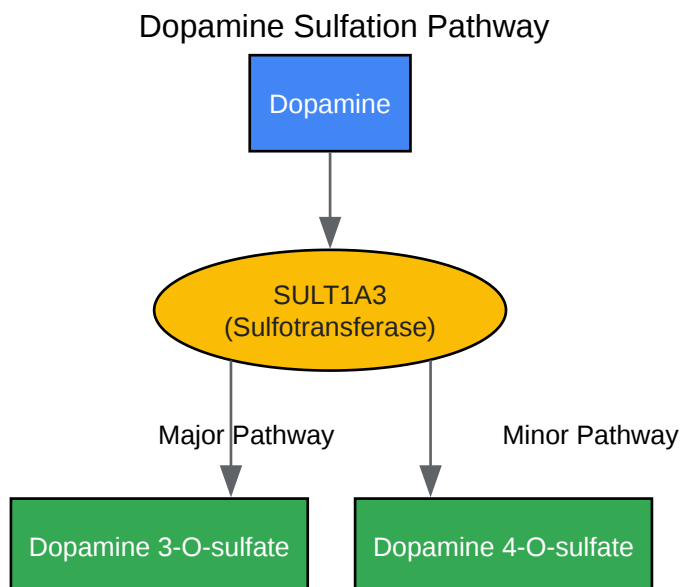 Dopamine Sulfation Pathway
Dopamine
SULT1A3
(Sulfotransferase)
Major Pathway
Minor Pathway
Dopamine 3-O-sulfate
Dopamine 4-O-sulfate